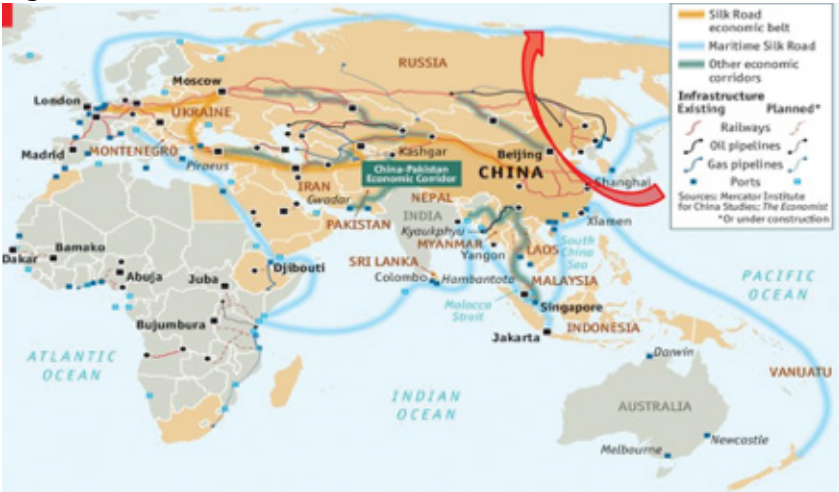 Silk Road
economic belt
Maritime Silk Road
Other economic
corridors
Infrastructure
Existing Planned*
Railways
Oil pipelines
Gas pipelines
Ports
Sources: Mercator Institute
for China Studies; The Economist
*Or under construction
RUSSIA
Moscow
London
UKRAINE
Madrid
MONTENEGRO
Piraeus
Kashgar
Beijing
CHINA
China-Pakistan
Economic Corridor
Shanghai
IRAN
Gwadar
NEPAL
PAKISTAN
INDIA
Xiamen
Kyaukphyu
MYANMAR
LAOS
South
China
Sea
Yangon
Dakar
Bamako
Abuja
Juba
Djibouti
SRI LANKA
Colombo
Hambantota
MALAYSIA
Malacca
Strait
Singapore
PACIFIC
OCEAN
Bujumbura
Jakarta
INDONESIA
ATLANTIC
OCEAN
Darwin
VANUATU
INDIAN
OCEAN
AUSTRALIA
Newcastle
Melbourne